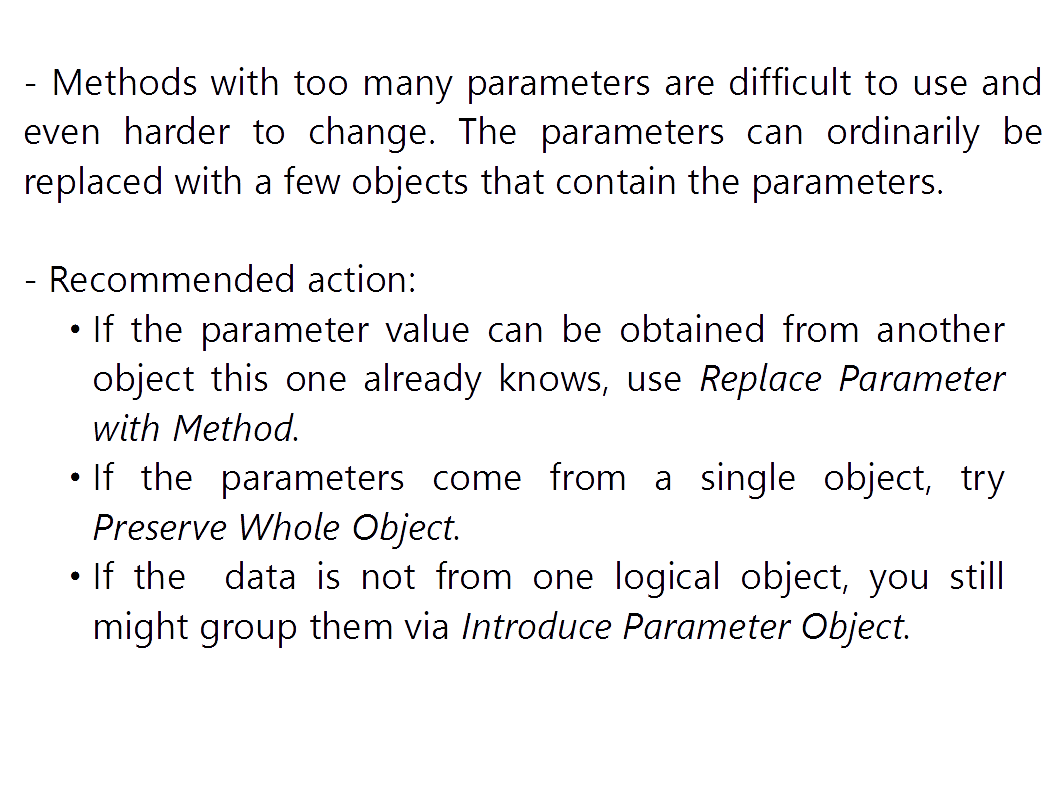 - Methods with too many parameters are difficult to use and
even harder to change. The parameters can ordinarily be
replaced with a few objects that contain the parameters.
- Recommended action:
• If the parameter value can be obtained from another
object this one already knows, use Replace Parameter
with Method.
• If the parameters come from a single object, try
Preserve Whole Object.
• If the data is not from one logical object, you still
might group them via Introduce Parameter Object.